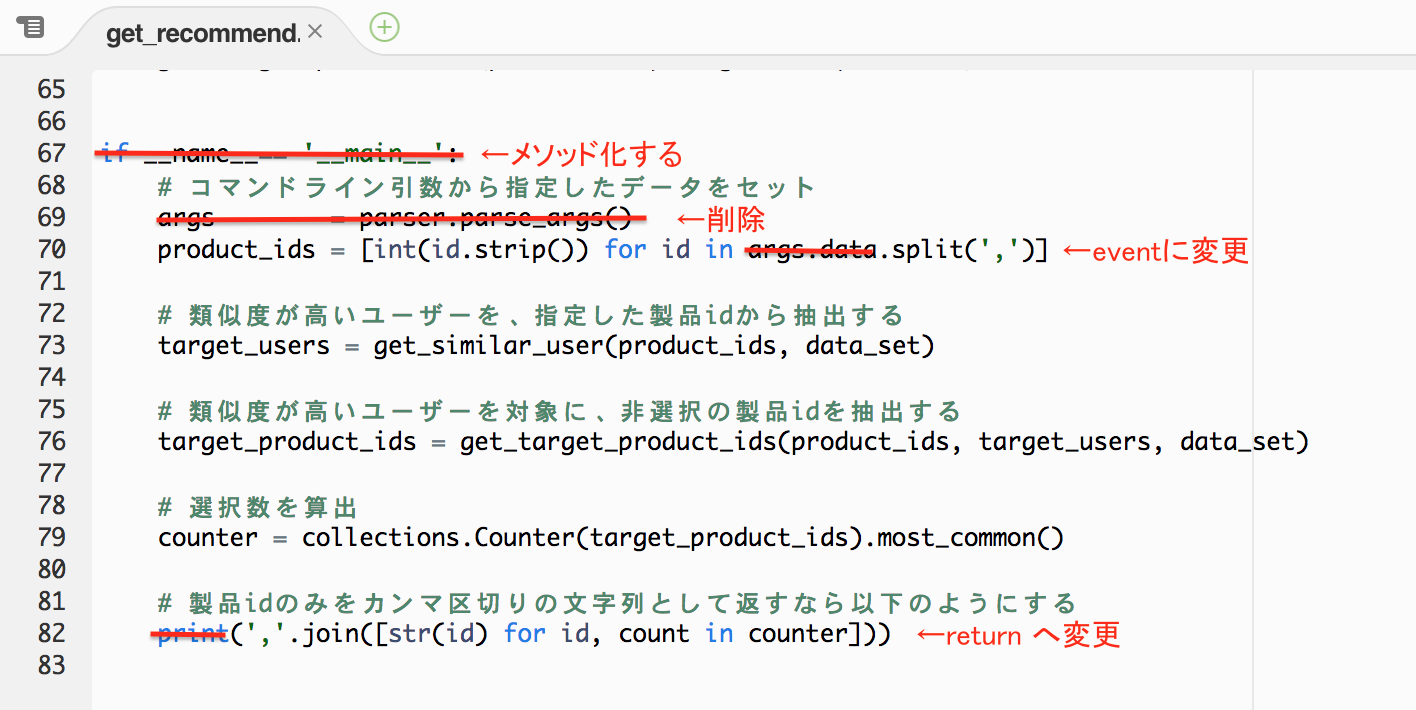 get_recommend.
65
66
67 if __name__== '__main__': ←メソッド化する
68 # コマンドライン引数から指定したデータをセット
69 args = parser.parse_args() ←削除
70 product_ids = [int(id.strip()) for id in args.data.split(',')] ←eventに変更
71
72 # 類似度が高いユーザーを、指定した製品idから抽出する
73 target_users = get_similar_user(product_ids, data_set)
74
75 # 類似度が高いユーザーを対象に、非選択の製品idを抽出する
76 target_product_ids = get_target_product_ids(product_ids, target_users, data_set)
77
78 # 選択数を算出
79 counter = collections.Counter(target_product_ids).most_common()
80
81 # 製品idのみをカンマ区切りの文字列として返すなら以下のようにする
82 print(','.join([str(id) for id, count in counter])) ←return へ変更
83